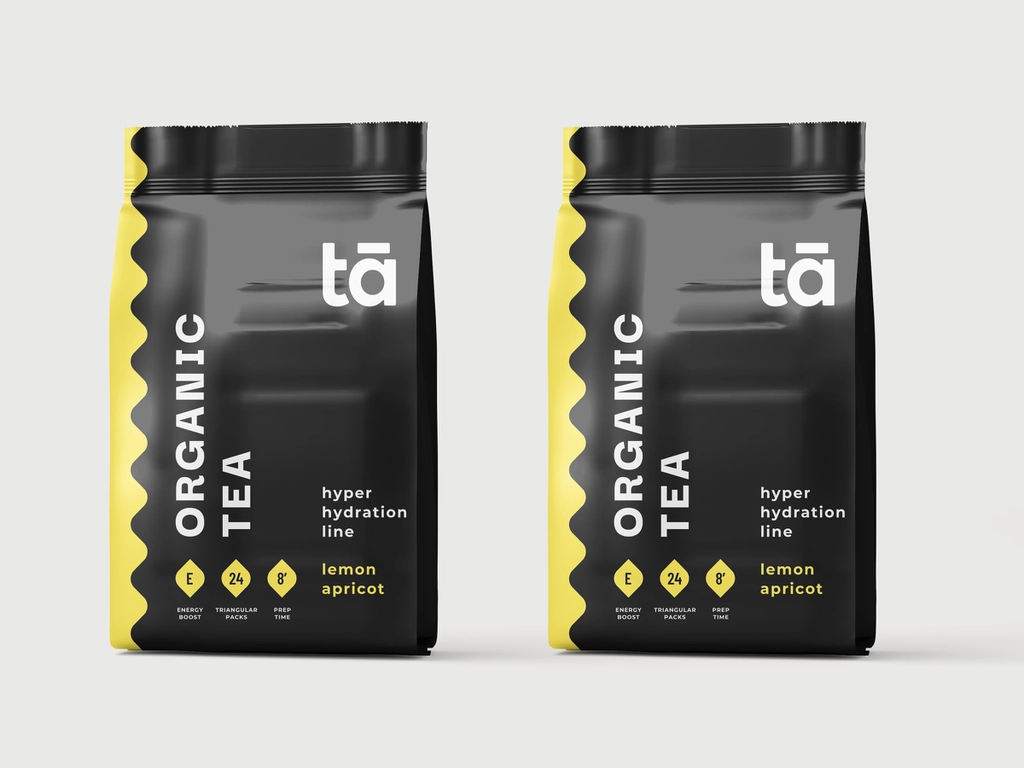 tā
ORGANIC
TEA
hyper
hydration
line
lemon
apricot
E
ENERGY
BOOST
24
TRIANGULAR
PACKS
8′
PREP
TIME
tā
ORGANIC
TEA
hyper
hydration
line
lemon
apricot
E
ENERGY
BOOST
24
TRIANGULAR
PACKS
8′
PREP
TIME